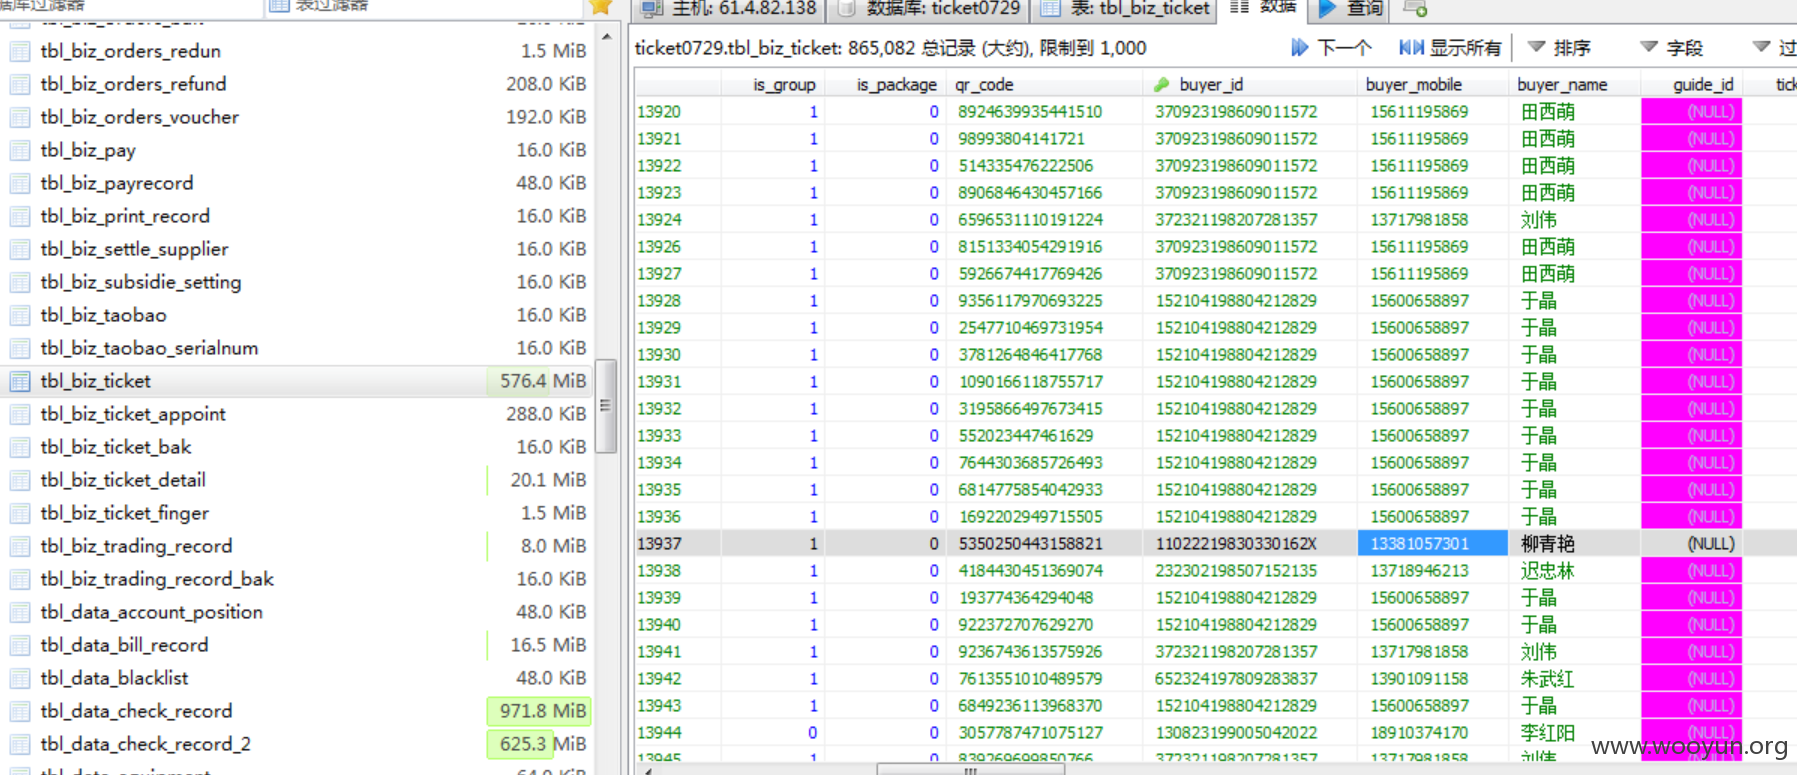 据库过滤器 表过滤器 主机: 61.4.82.138 数据库: ticket0729 表: tbl_biz_ticket 数据 查询
ticket0729.tbl_biz_ticket: 865,082 总记录 (大约), 限制到 1,000 下一个 显示所有 排序 字段
tbl_biz_orders_redun 1.5 MiB
tbl_biz_orders_refund 208.0 KiB
tbl_biz_orders_voucher 192.0 KiB
tbl_biz_pay 16.0 KiB
tbl_biz_payrecord 48.0 KiB
tbl_biz_print_record 16.0 KiB
tbl_biz_settle_supplier 16.0 KiB
tbl_biz_subsidie_setting 16.0 KiB
tbl_biz_taobao 16.0 KiB
tbl_biz_taobao_serialnum 16.0 KiB
tbl_biz_ticket 576.4 MiB
tbl_biz_ticket_appoint 288.0 KiB
tbl_biz_ticket_bak 16.0 KiB
tbl_biz_ticket_detail 20.1 MiB
tbl_biz_ticket_finger 1.5 MiB
tbl_biz_trading_record 8.0 MiB
tbl_biz_trading_record_bak 16.0 KiB
tbl_data_account_position 48.0 KiB
tbl_data_bill_record 16.5 MiB
tbl_data_blacklist 48.0 KiB
tbl_data_check_record 971.8 MiB
tbl_data_check_record_2 625.3 MiB
is_group is_package qr_code buyer_id buyer_mobile buyer_name guide_id tick
13920 1 0 8924639935441510 370923198609011572 15611195869 田西萌 (NULL)
13921 1 0 98993804141721 370923198609011572 15611195869 田西萌 (NULL)
13922 1 0 514335476222506 370923198609011572 15611195869 田西萌 (NULL)
13923 1 0 8906846430457166 370923198609011572 15611195869 田西萌 (NULL)
13924 1 0 6596531110191224 372321198207281357 13717981858 刘伟 (NULL)
13926 1 0 8151334054291916 370923198609011572 15611195869 田西萌 (NULL)
13927 1 0 5926674417769426 370923198609011572 15611195869 田西萌 (NULL)
13928 1 0 9356117970693225 152104198804212829 15600658897 于晶 (NULL)
13929 1 0 2547710469731954 152104198804212829 15600658897 于晶 (NULL)
13930 1 0 3781264846417768 152104198804212829 15600658897 于晶 (NULL)
13931 1 0 1090166118755717 152104198804212829 15600658897 于晶 (NULL)
13932 1 0 3195866497673415 152104198804212829 15600658897 于晶 (NULL)
13933 1 0 552023447461629 152104198804212829 15600658897 于晶 (NULL)
13934 1 0 7644303685726493 152104198804212829 15600658897 于晶 (NULL)
13935 1 0 6814775854042933 152104198804212829 15600658897 于晶 (NULL)
13936 1 0 1692202949715505 152104198804212829 15600658897 于晶 (NULL)
13937 1 0 5350250443158821 11022219830330162X 13381057301 柳青艳 (NULL)
13938 1 0 4184430451369074 232302198507152135 13718946213 迟忠林 (NULL)
13939 1 0 193774364294048 152104198804212829 15600658897 于晶 (NULL)
13940 1 0 922372707629270 152104198804212829 15600658897 于晶 (NULL)
13941 1 0 9236743613575926 372321198207281357 13717981858 刘伟 (NULL)
13942 1 0 7613551010489579 652324197809283837 13901091158 朱武红 (NULL)
13943 1 0 6849236113968370 152104198804212829 15600658897 于晶 (NULL)
13944 0 0 3057787471075127 130823199005042022 18910374170 李红阳 (NULL)
13945 1 0 839269699850766 372321198207281357 13717981858 刘伟
www.wooyun.org